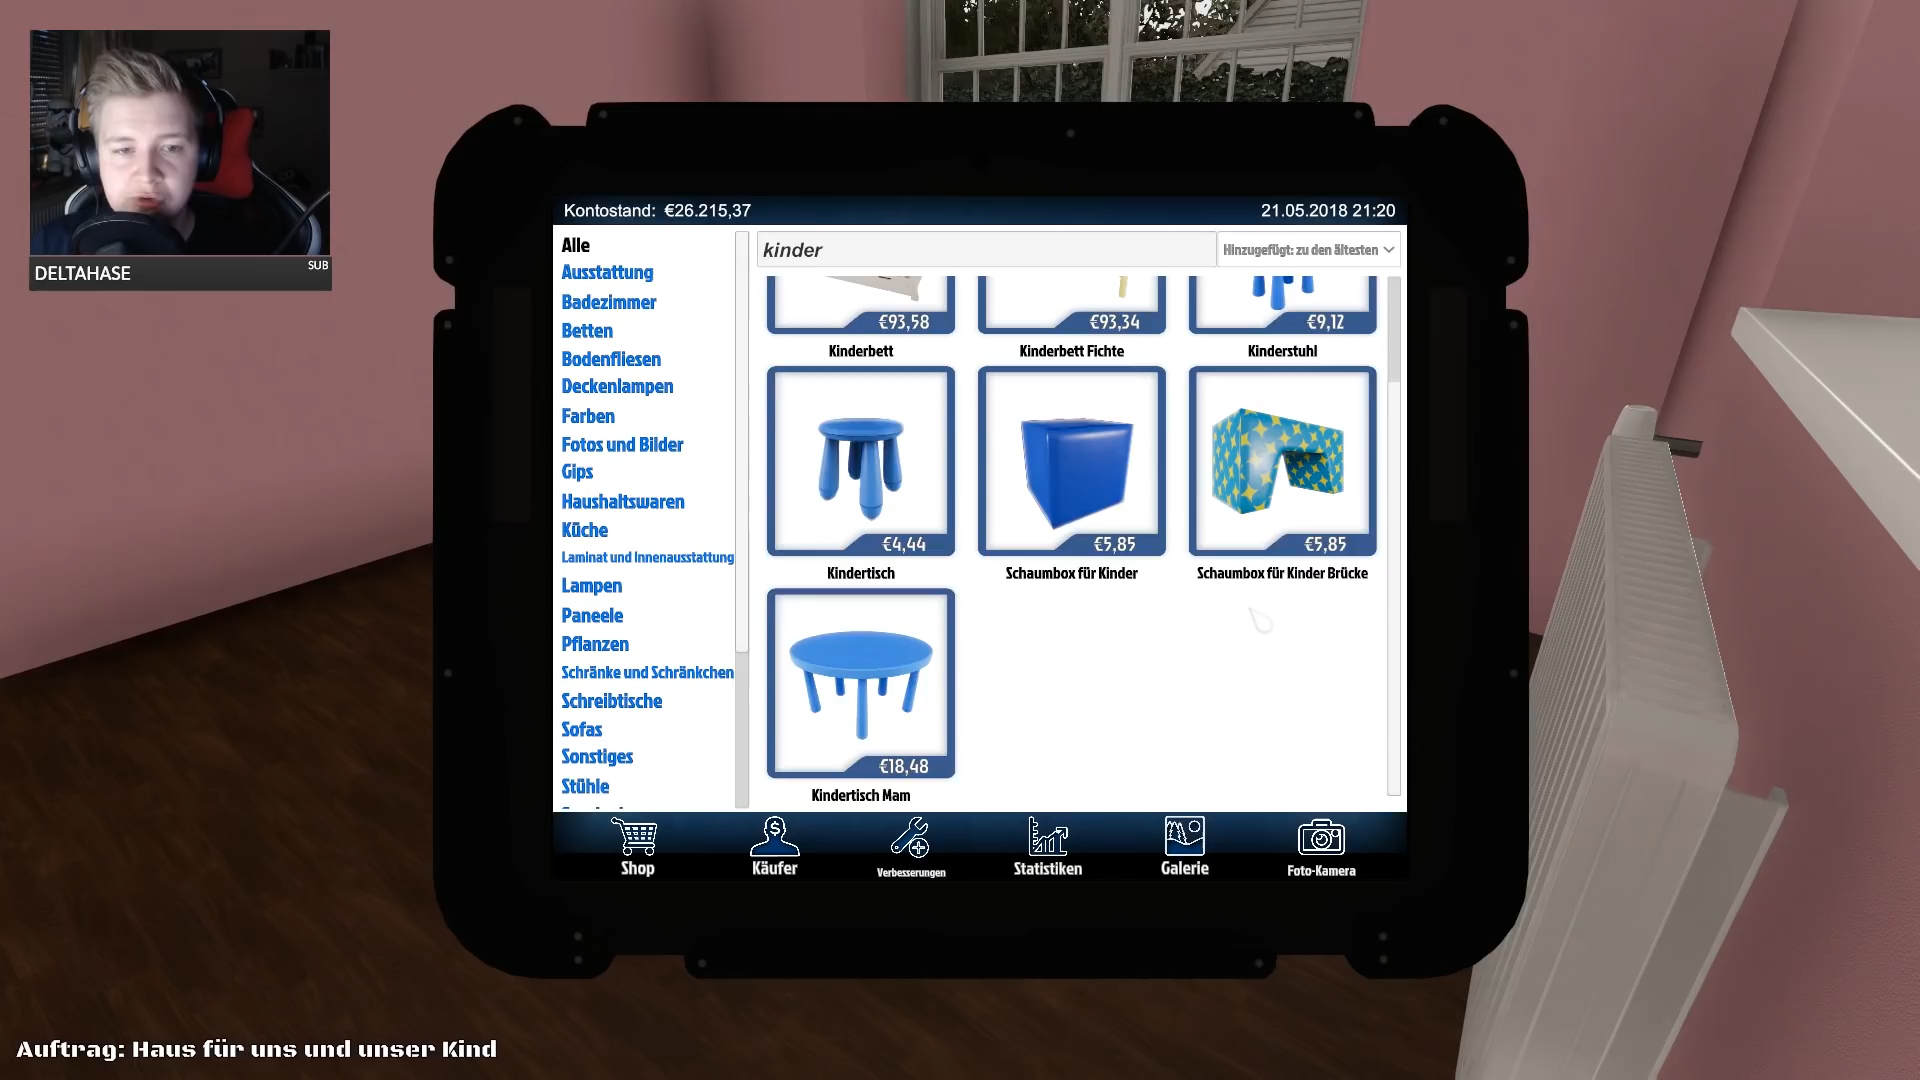 DELTAHASE
SUB
Kontostand: €26.215,37
21.05.2018 21:20
Alle
Ausstattung
Badezimmer
Betten
Bodenfliesen
Deckenlampen
Farben
Fotos und Bilder
Gips
Haushaltswaren
Küche
Laminat und Innenausstattung
Lampen
Paneele
Pflanzen
Schränke und Schränkchen
Schreibtische
Sofas
Sonstiges
Stühle
kinder
Hinzugefügt: zu den ältesten
€93,58
€93,34
€9,12
Kinderbett
Kinderbett Fichte
Kinderstuhl
€4,44
€5,85
€5,85
Kindertisch
Schaumbox für Kinder
Schaumbox für Kinder Brücke
€18,48
Kindertisch Mam
Shop
Käufer
Verbesserungen
Statistiken
Galerie
Foto-Kamera
Auftrag: Haus für uns und unser Kind